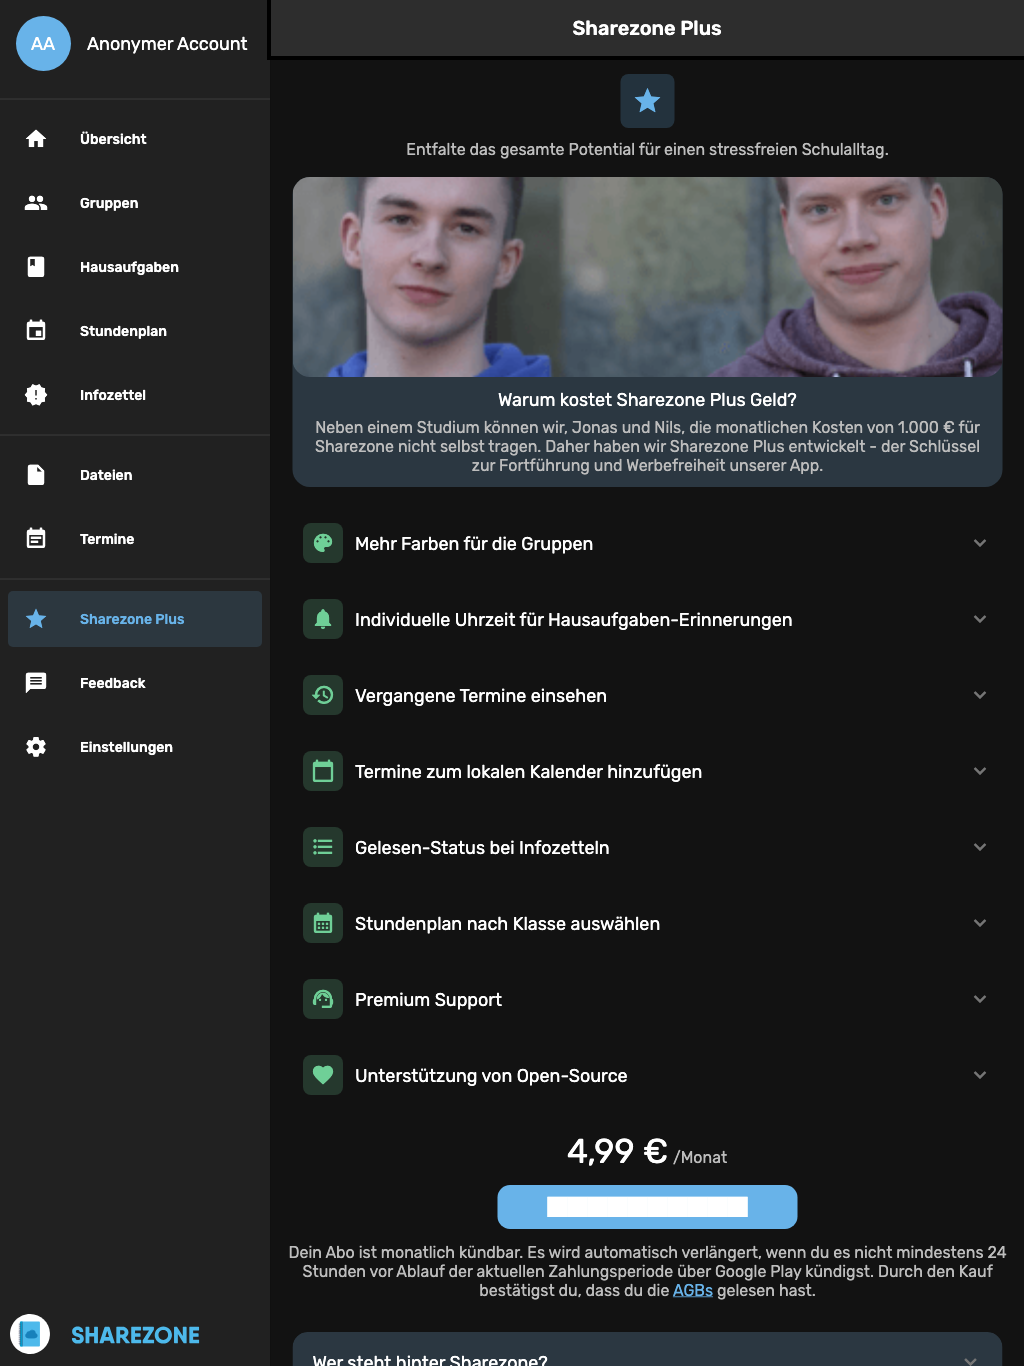 AA
Anonymer Account
Übersicht
Gruppen
Hausaufgaben
Stundenplan
Infozettel
Dateien
Termine
Sharezone Plus
Feedback
Einstellungen
SHAREZONE
Sharezone Plus
Entfalte das gesamte Potential für einen stressfreien Schulalltag.
Warum kostet Sharezone Plus Geld?
Neben einem Studium können wir, Jonas und Nils, die monatlichen Kosten von 1.000 € für
Sharezone nicht selbst tragen. Daher haben wir Sharezone Plus entwickelt - der Schlüssel
zur Fortführung und Werbefreiheit unserer App.
Mehr Farben für die Gruppen
Individuelle Uhrzeit für Hausaufgaben-Erinnerungen
Vergangene Termine einsehen
Termine zum lokalen Kalender hinzufügen
Gelesen-Status bei Infozetteln
Stundenplan nach Klasse auswählen
Premium Support
Unterstützung von Open-Source
4,99 € /Monat
Dein Abo ist monatlich kündbar. Es wird automatisch verlängert, wenn du es nicht mindestens 24
Stunden vor Ablauf der aktuellen Zahlungsperiode über Google Play kündigst. Durch den Kauf
bestätigst du, dass du die AGBs gelesen hast.
Wer steht hinter Sharezone?